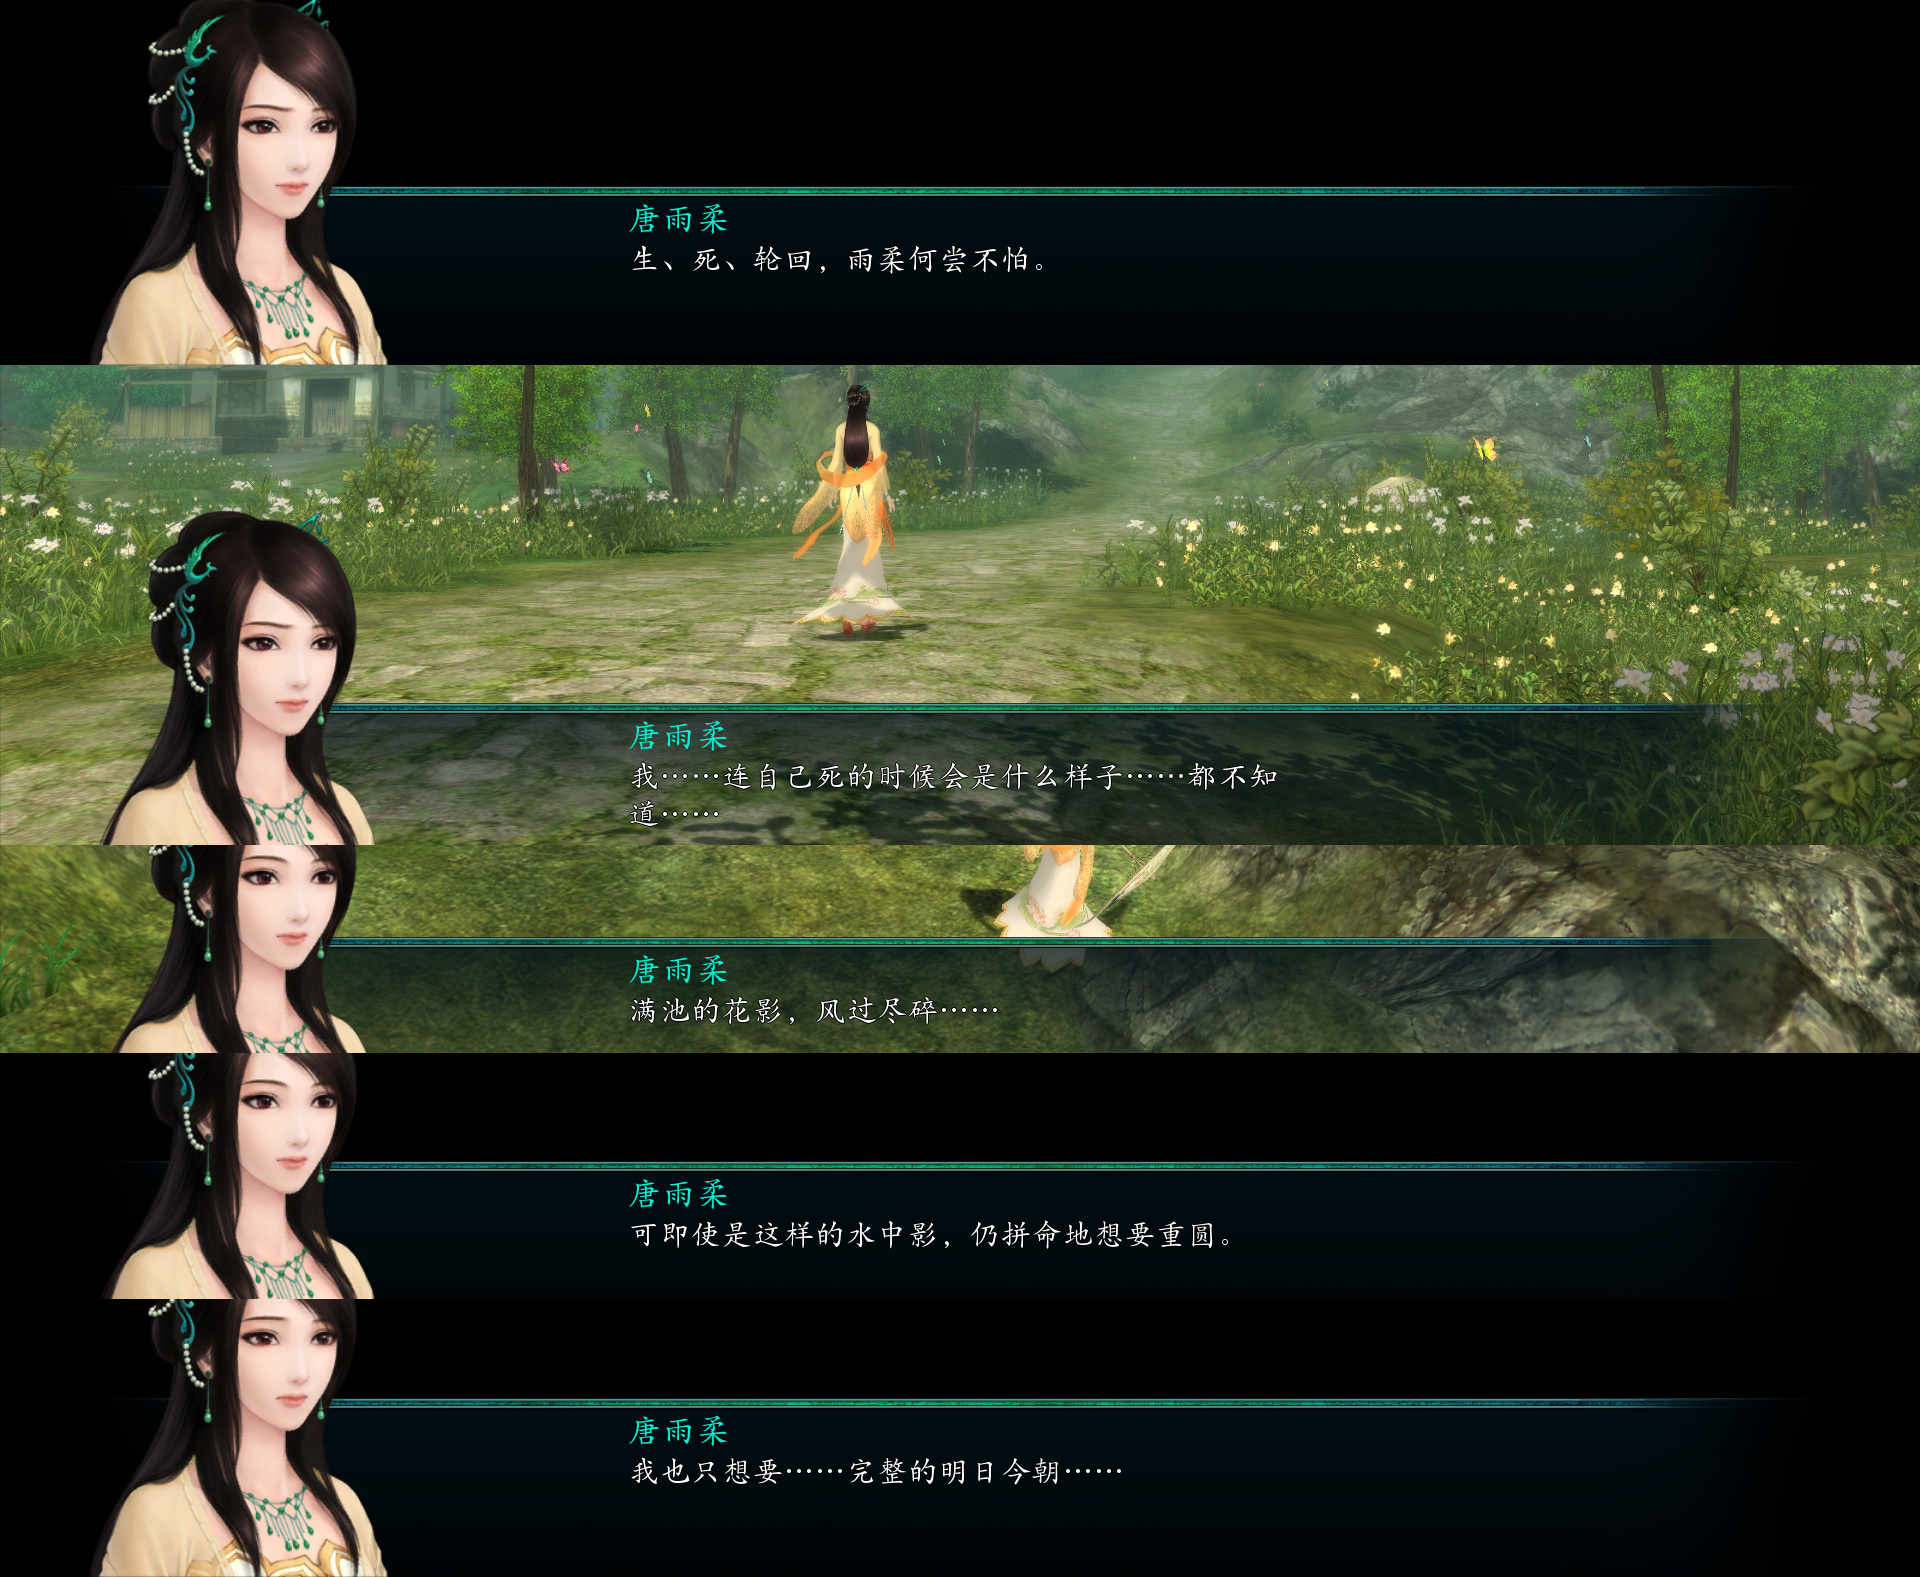 唐雨柔
生、死、轮回，雨柔何尝不怕。
唐雨柔
我……连自己死的时候会是什么样子……都不知
道……
唐雨柔
满池的花影，风过尽碎……
唐雨柔
可即使是这样的水中影，仍拼命地想要重圆。
唐雨柔
我也只想要……完整的明日今朝……